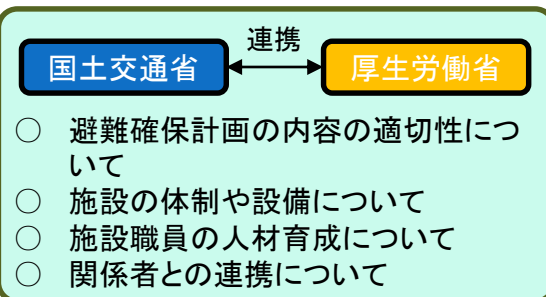 連携
国土交通省 厚生労働省
○ 避難確保計画の内容の適切性につ
いて
○ 施設の体制や設備について
○ 施設職員の人材育成について
○ 関係者との連携について